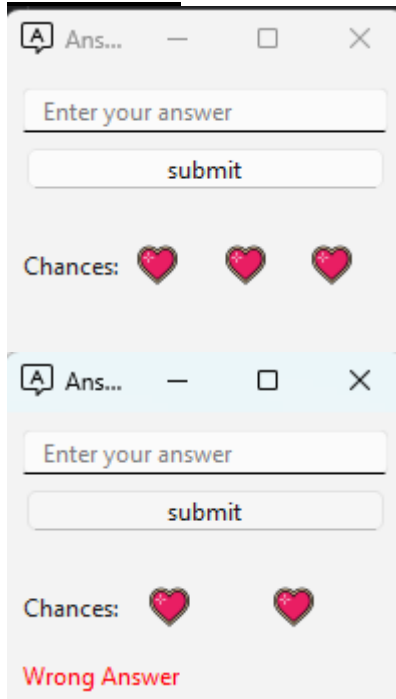 A Ans...
Enter your answer
submit
Chances:
A Ans...
Enter your answer
submit
Chances:
Wrong Answer